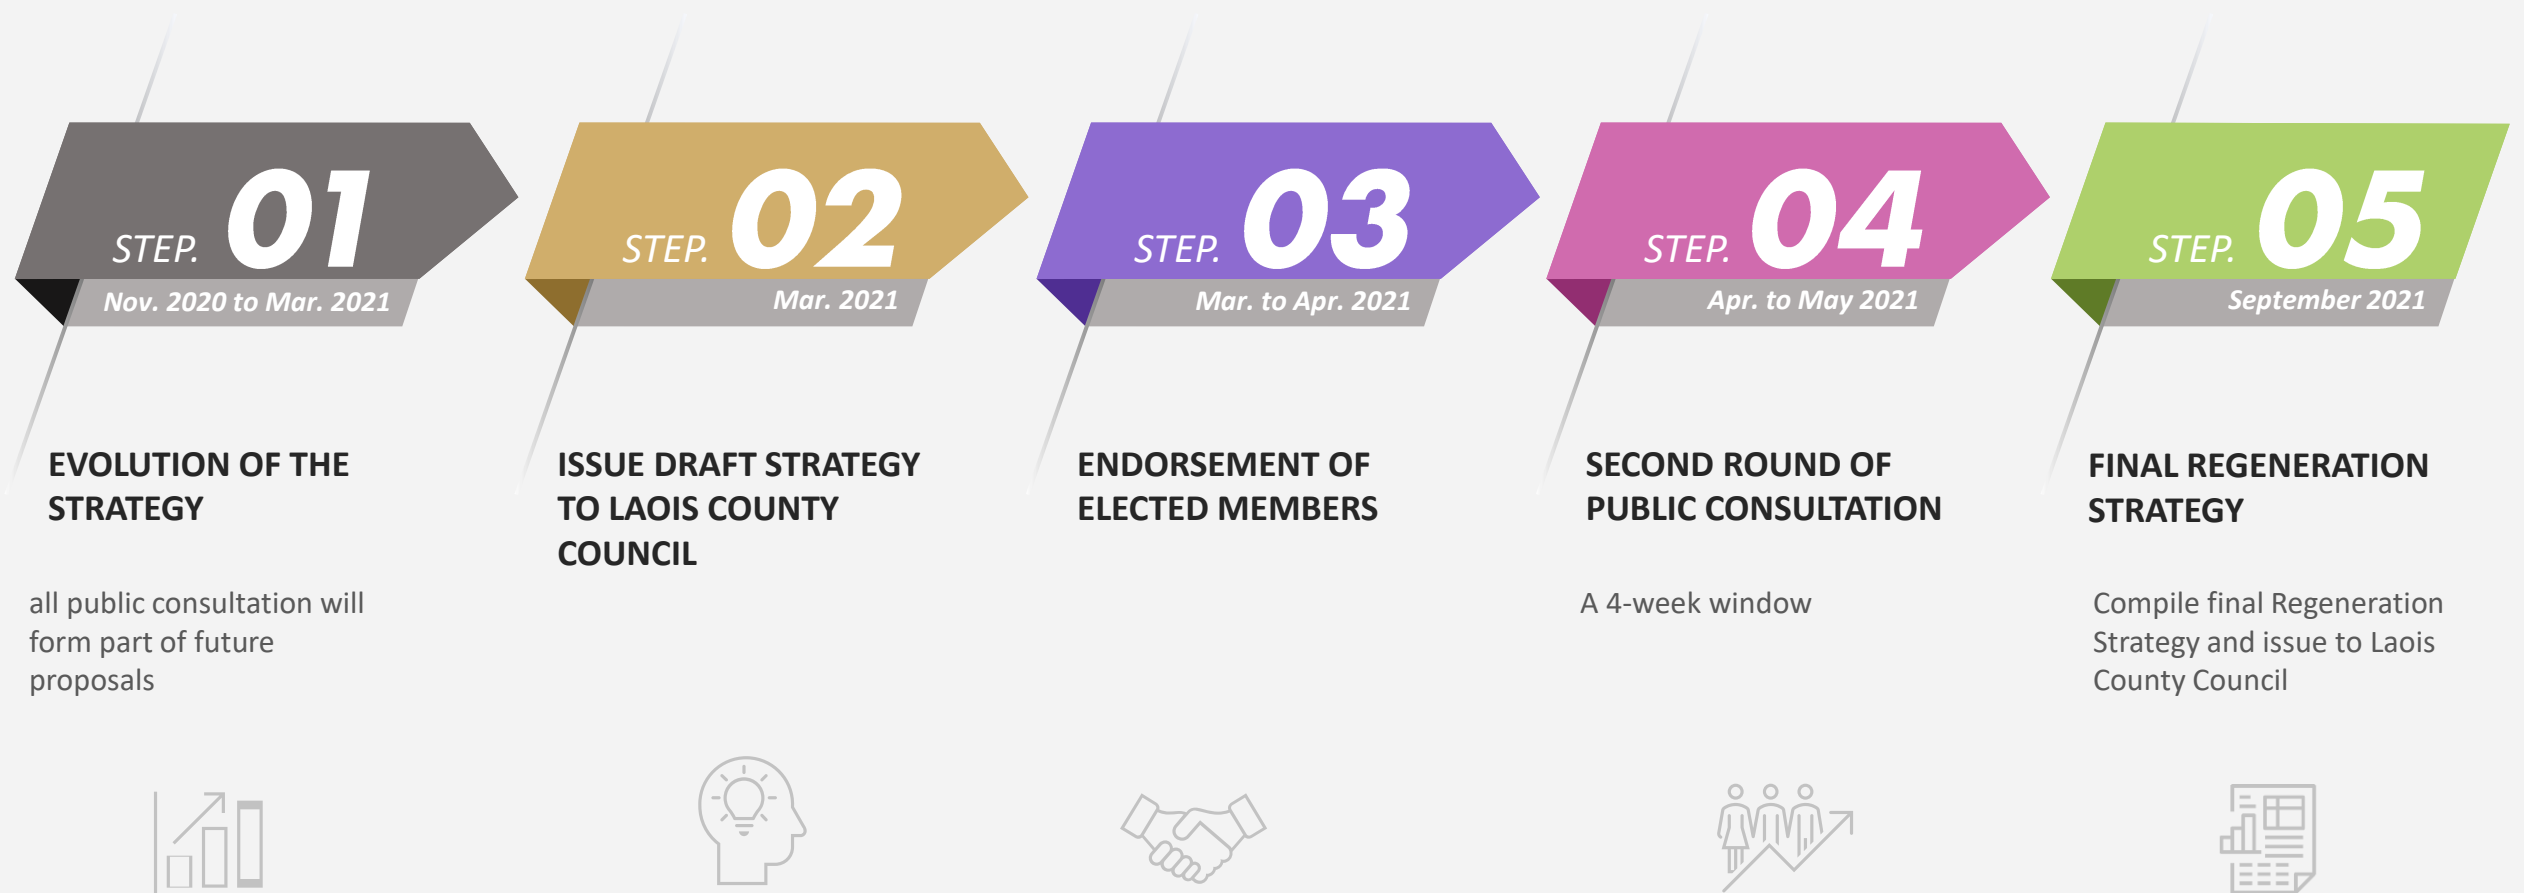 STEP. 01
Nov. 2020 to Mar. 2021
EVOLUTION OF THE
STRATEGY
all public consultation will
form part of future
proposals
STEP. 02
Mar. 2021
ISSUE DRAFT STRATEGY
TO LAOIS COUNTY
COUNCIL
STEP. 03
Mar. to Apr. 2021
ENDORSEMENT OF
ELECTED MEMBERS
STEP. 04
Apr. to May 2021
SECOND ROUND OF
PUBLIC CONSULTATION
A 4-week window
STEP. 05
September 2021
FINAL REGENERATION
STRATEGY
Compile final Regeneration
Strategy and issue to Laois
County Council